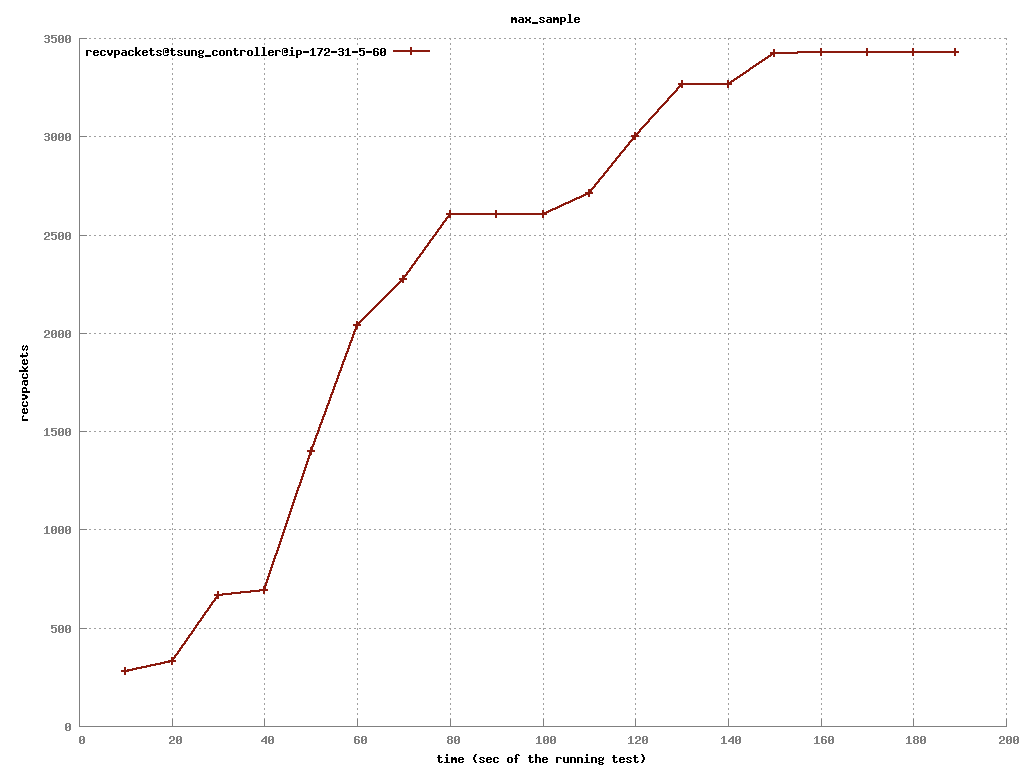 max_sample
recvpackets@tsung_controller@ip-172-31-5-60
3500
3000
2500
2000
1500
1000
500
0
recvpackets
0 20 40 60 80 100 120 140 160 180 200
time (sec of the running test)